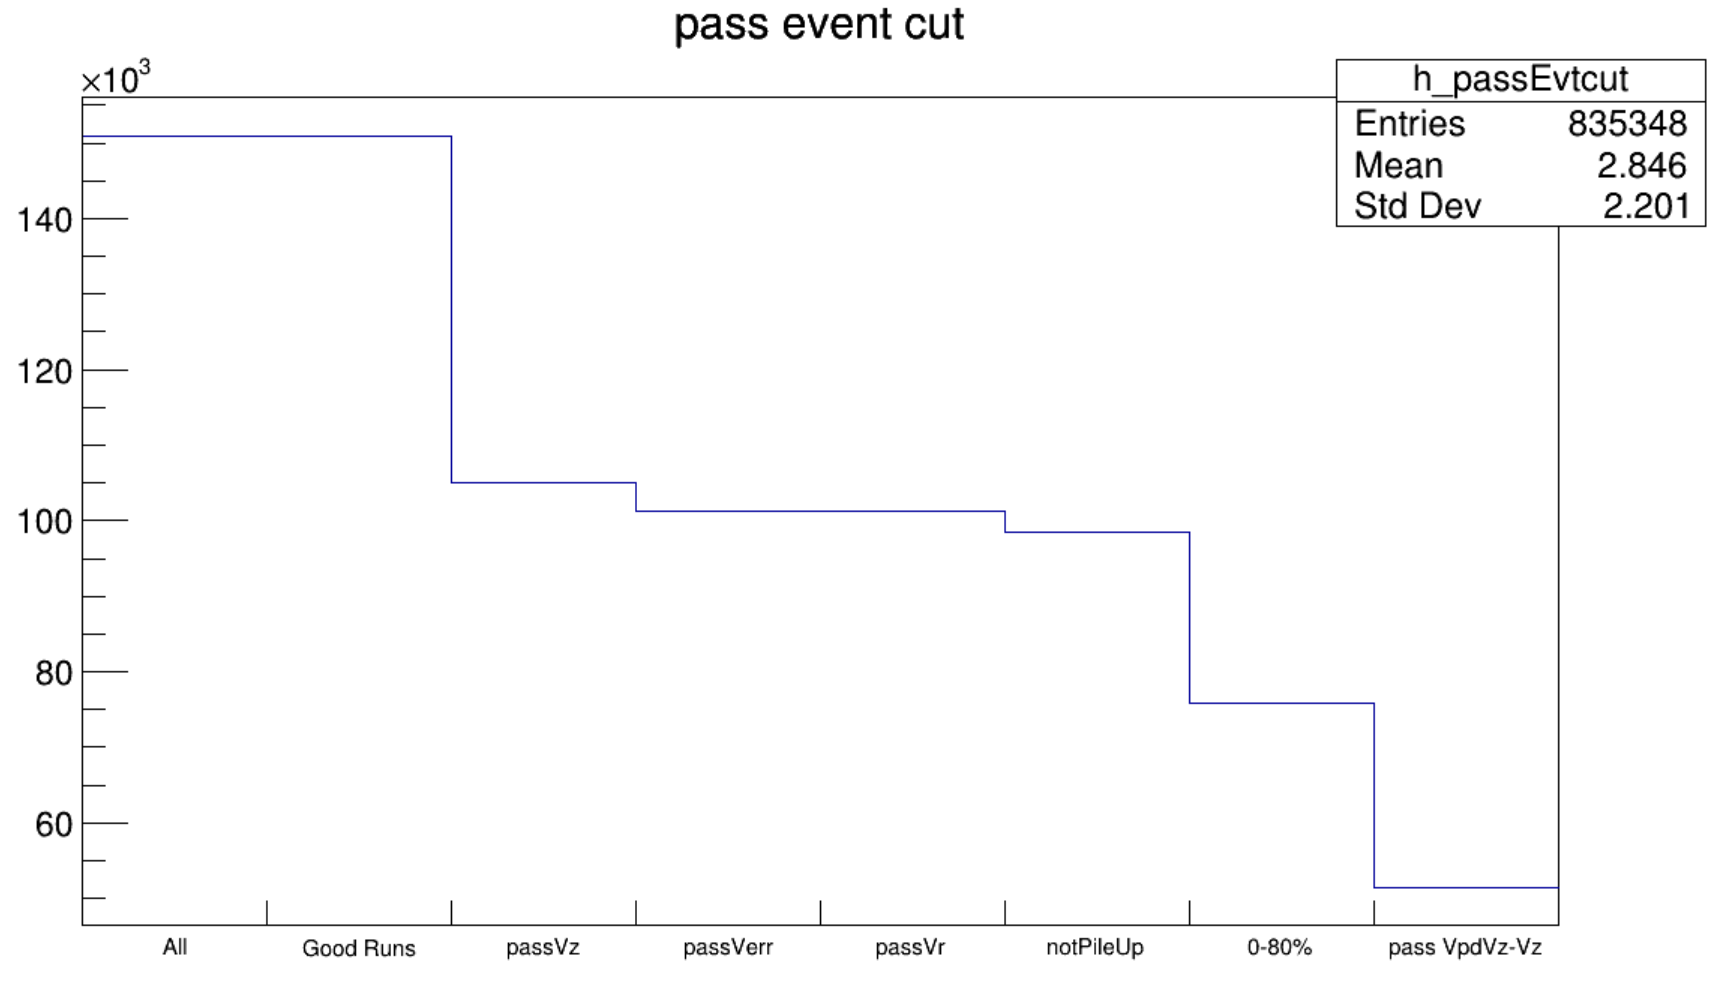 pass event cut
×10³
h_passEvtcut
Entries 835348
Mean 2.846
Std Dev 2.201
140
120
100
80
60
All Good Runs passVz passVerr passVr notPileUp 0-80% pass VpdVz-Vz